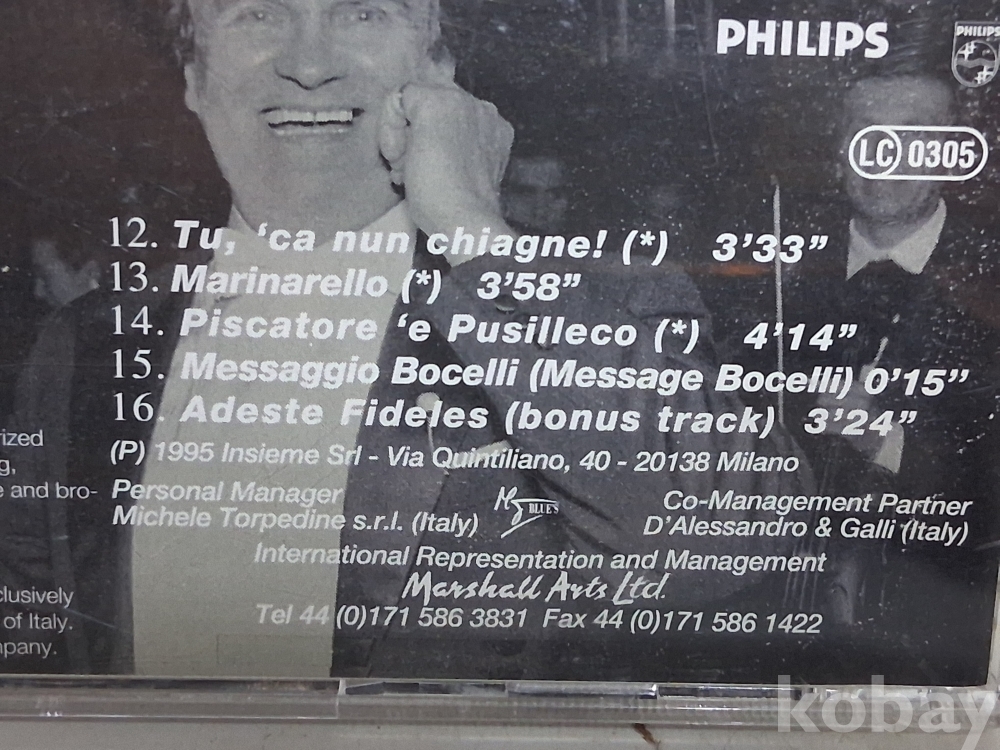 PHILIPS
PHILIPS
LC 0305
12. Tu, ‘ca nun chiagne! (*) 3’33”
13. Marinarello (*) 3’58”
14. Piscatore ‘e Pusilleco (*) 4’14”
15. Messaggio Bocelli (Message Bocelli) 0’15”
16. Adeste Fideles (bonus track) 3’24”
(P) 1995 Insieme Srl - Via Quintiliano, 40 - 20138 Milano
rized
g,
e and bro-
clusively
of Italy.
pany.
Personal Manager
Michele Torpedine s.r.l. (Italy)
BLUE'S
Co-Management Partner
D’Alessandro & Galli (Italy)
International Representation and Management
Marshall Arts Ltd.
Tel 44 (0)171 586 3831 Fax 44 (0)171 586 1422
kobay